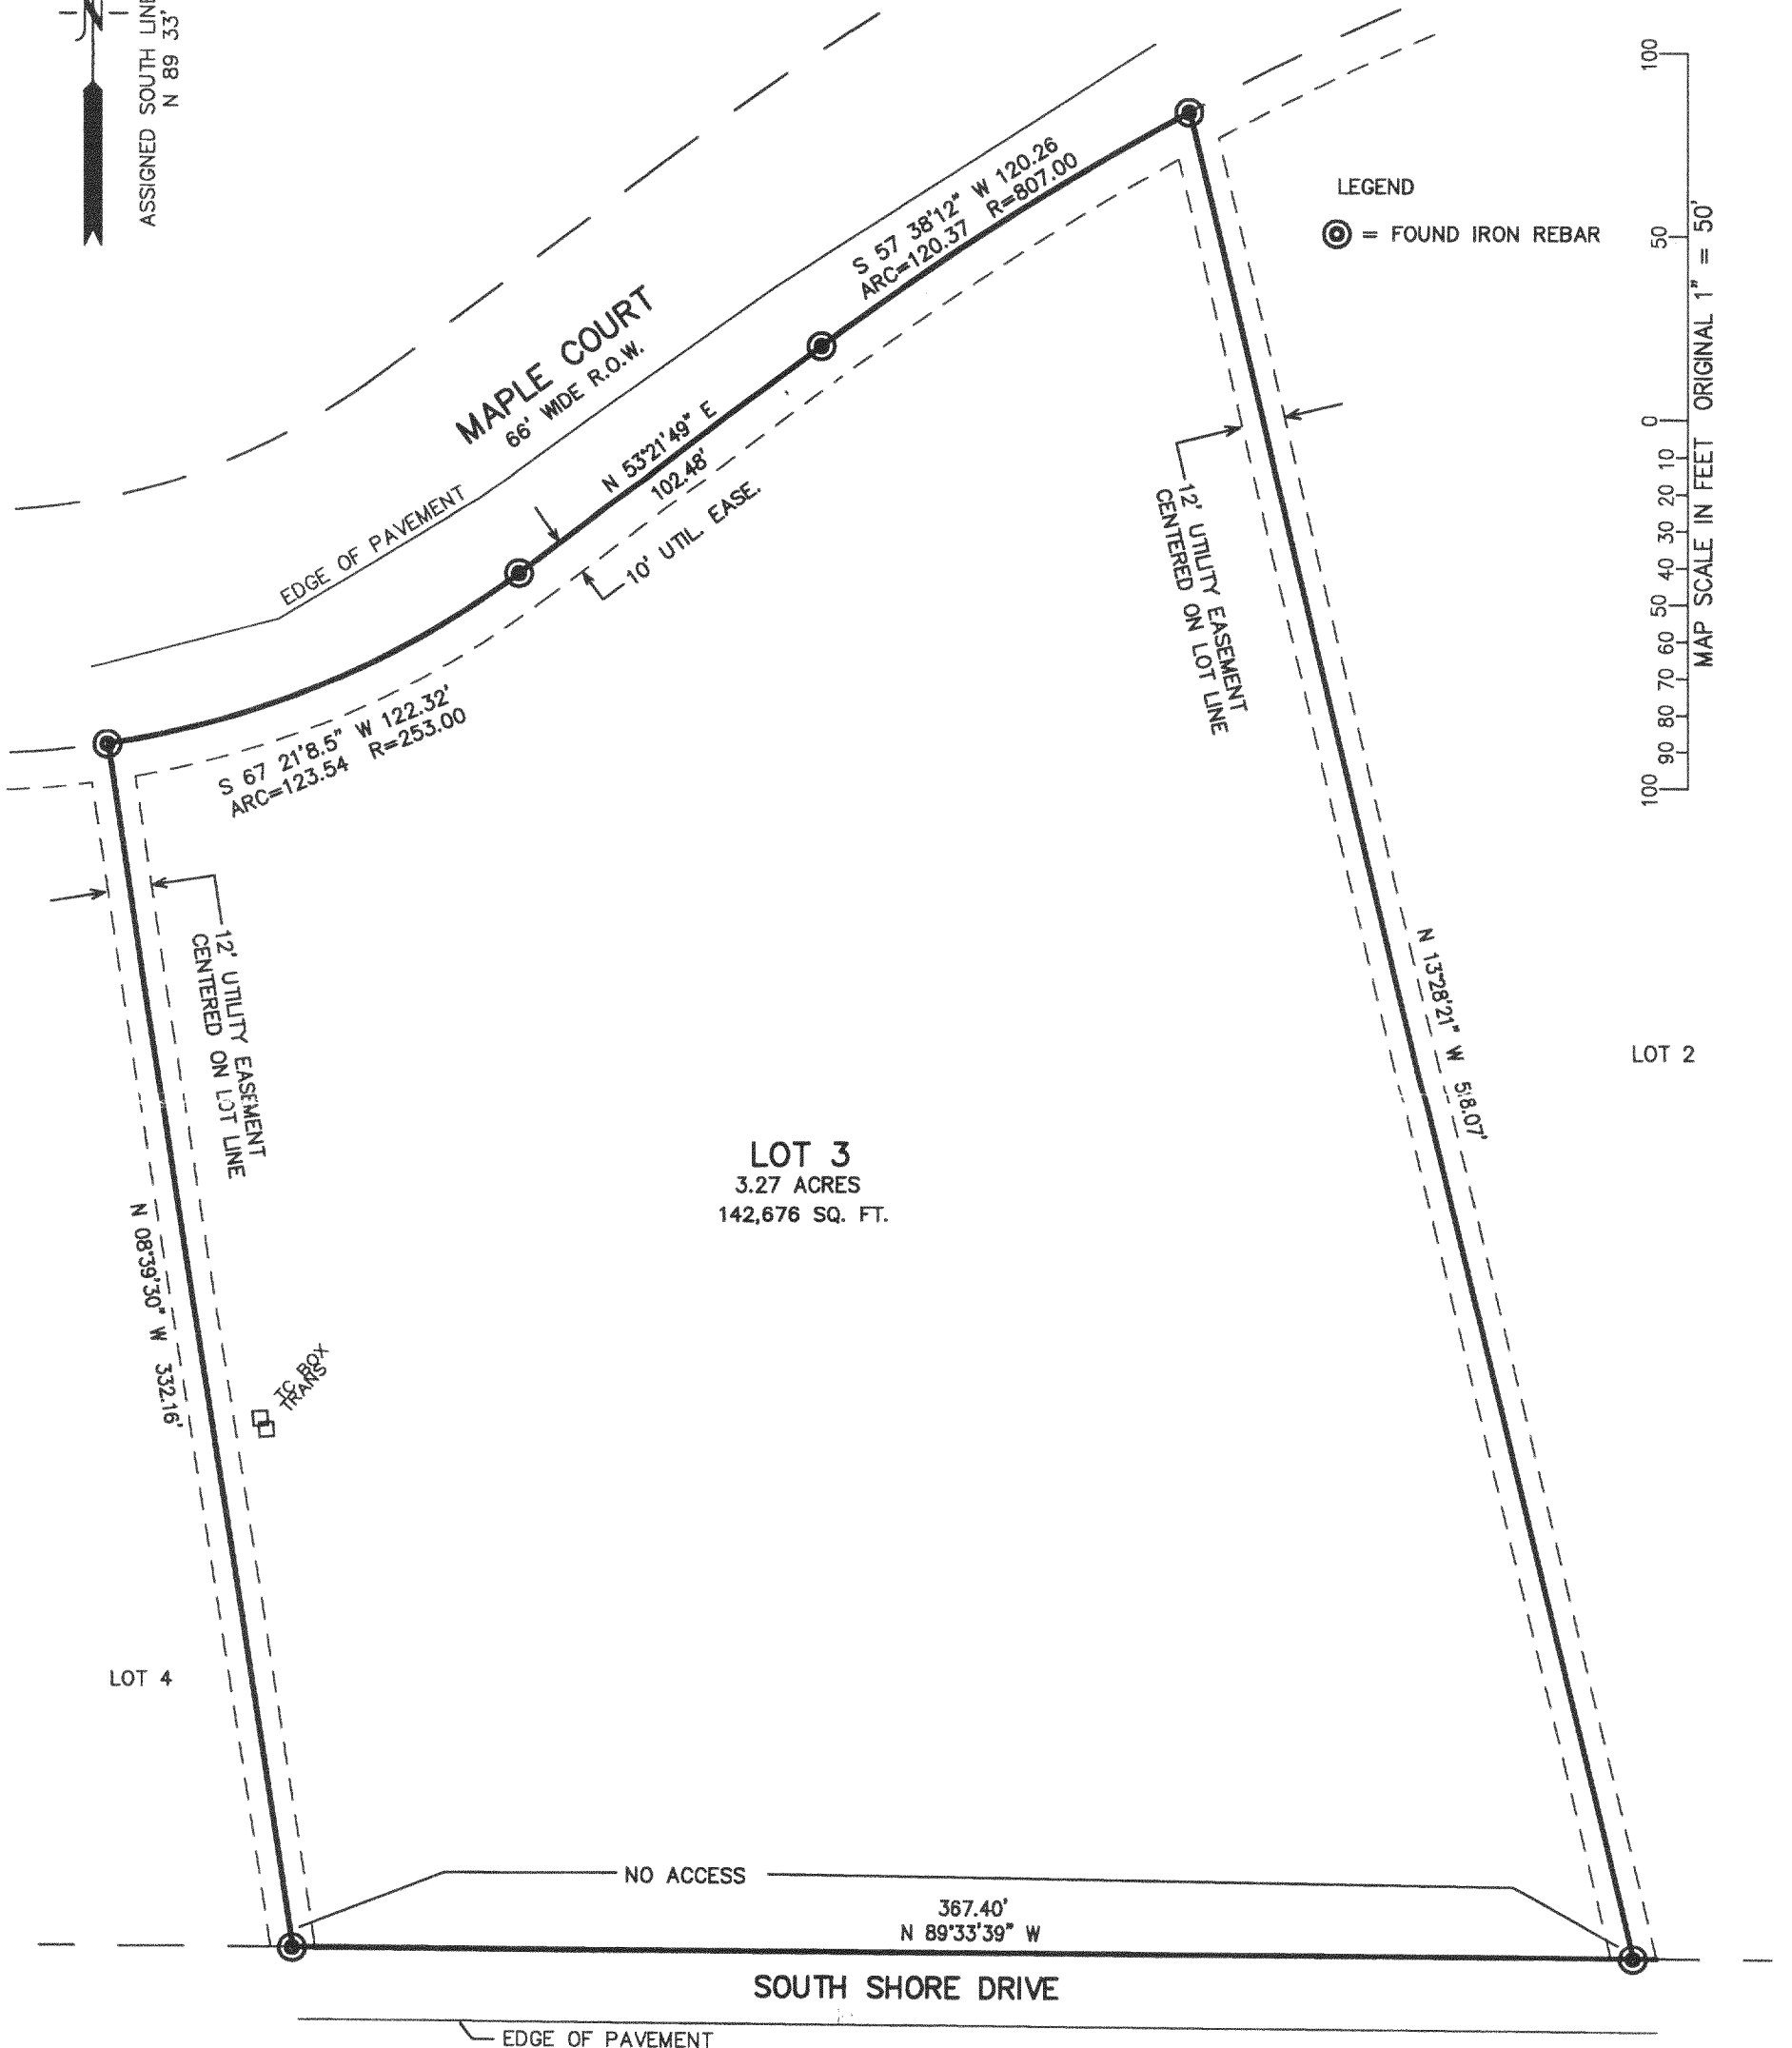 N
ASSIGNED SOUTH LINE
N 89 33'
MAPLE COURT
66' WIDE R.O.W.
EDGE OF PAVEMENT
S 57 38'12" W 120.26
ARC=120.37 R=807.00
N 53°21'49" E
102.48'
10' UTIL. EASE.
S 67 21'8.5" W 122.32'
ARC=123.54 R=253.00
LEGEND
= FOUND IRON REBAR
100
50
0
10
20
30
40
50
60
70
80
90
100
MAP SCALE IN FEET ORIGINAL 1" = 50'
12' UTILITY EASEMENT
CENTERED ON LOT LINE
12' UTILITY EASEMENT
CENTERED ON LOT LINE
N 13°28'21" W 518.07'
LOT 2
LOT 3
3.27 ACRES
142,676 SQ. FT.
N 08°39'30" W 332.16'
TC BOX
TRANS
LOT 4
NO ACCESS
367.40'
N 89°33'39" W
SOUTH SHORE DRIVE
EDGE OF PAVEMENT